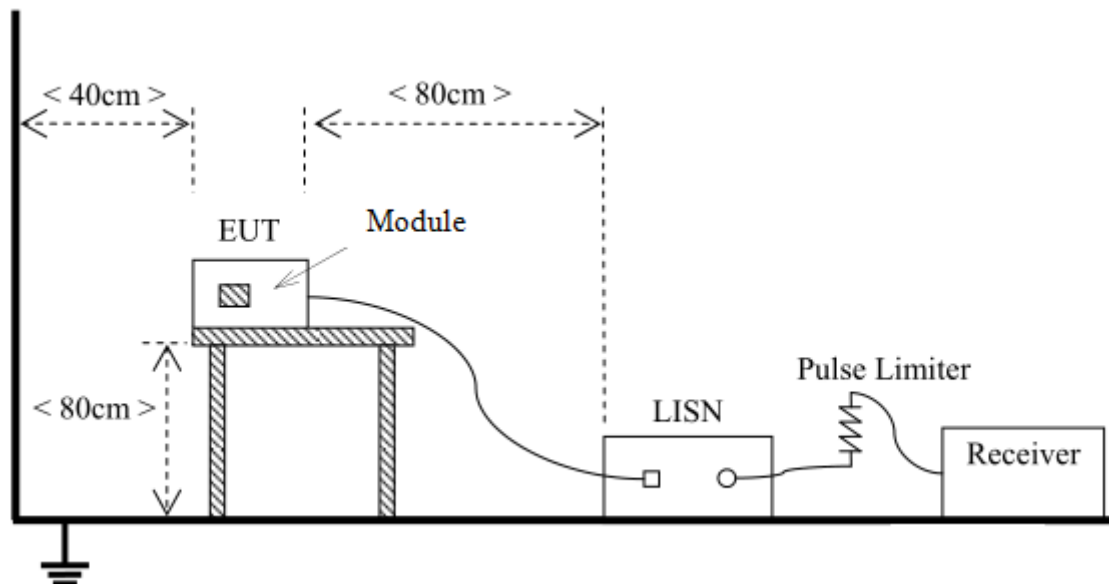 < 40cm >
< 80cm >
EUT
Module
< 80cm >
LISN
Pulse Limiter
Receiver